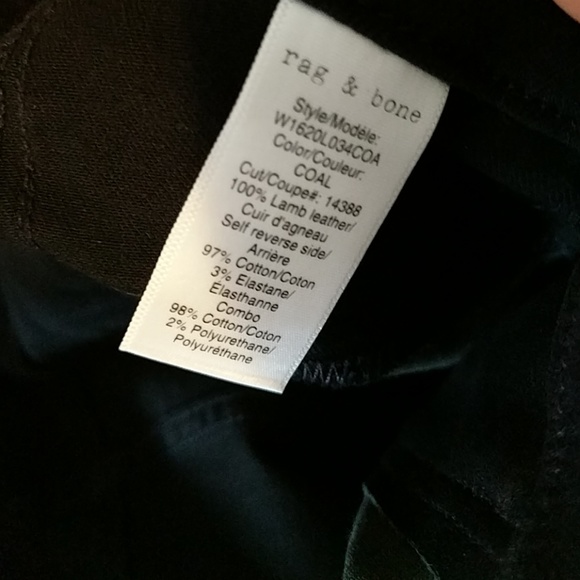 rag & bone
Style/Modéle:
W1620L034COA
Color/Couleur:
COAL
Cut/Coupe#: 14388
100% Lamb leather/
Cuir d'agneau
Self reverse side/
Arrière
97% Cotton/Coton
3% Elastane/
Élasthanne
Combo
98% Cotton/Coton
2% Polyurethane/
Polyuréthane